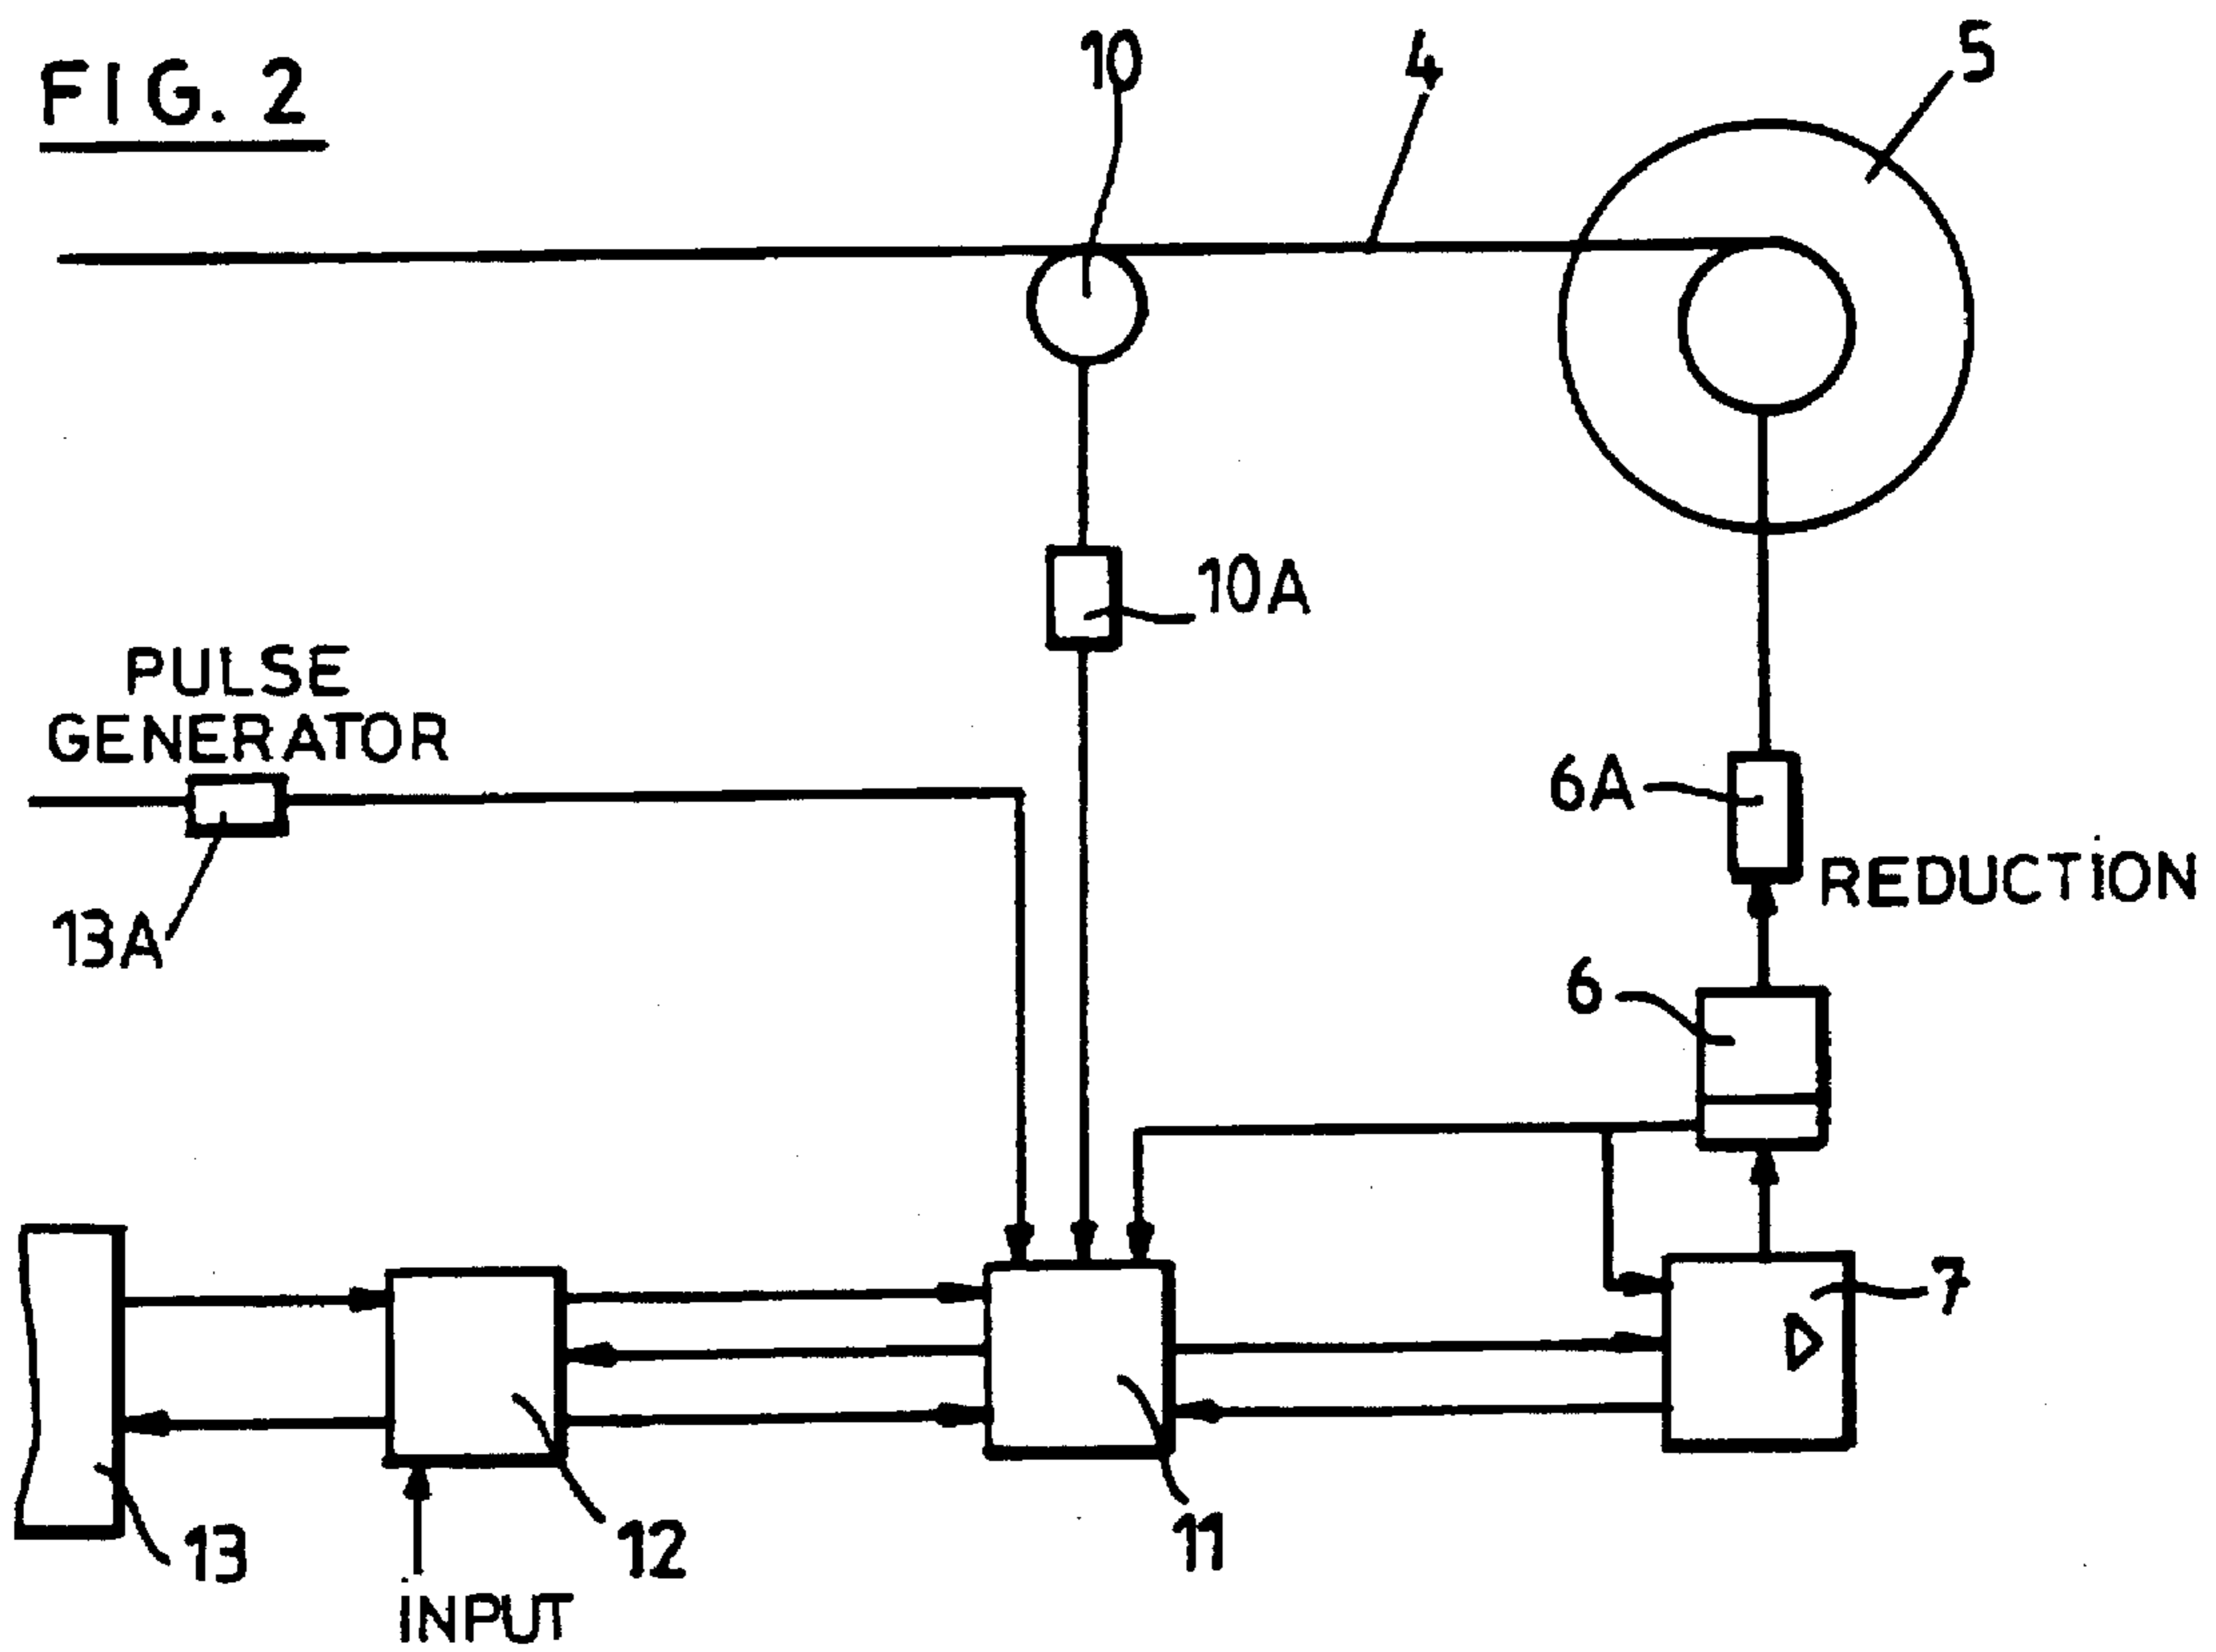 FIG. 2
10
4
5
10A
PULSE
GENERATOR
6A
REDUCTION
13A
6
7
13
12
11
INPUT